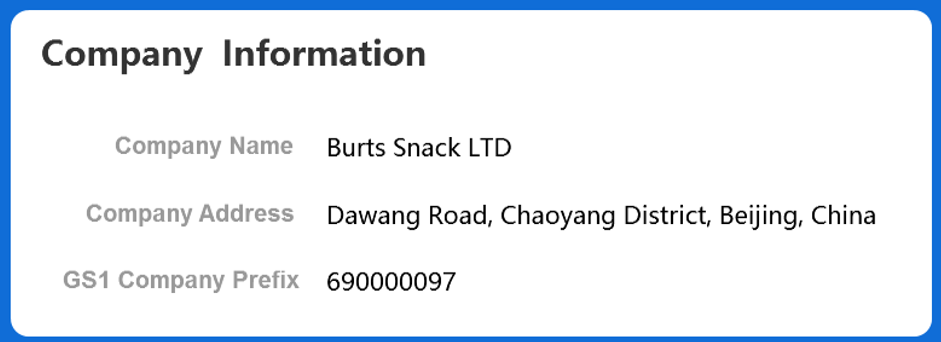 Company Information
Company Name Burts Snack LTD
Company Address Dawang Road, Chaoyang District, Beijing, China
GS1 Company Prefix 690000097